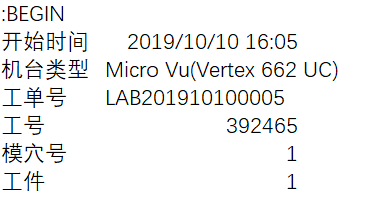 :BEGIN
开始时间 2019/10/10 16:05
机台类型 Micro Vu(Vertex 662 UC)
工单号 LAB201910100005
工号 392465
模穴号 1
工件 1